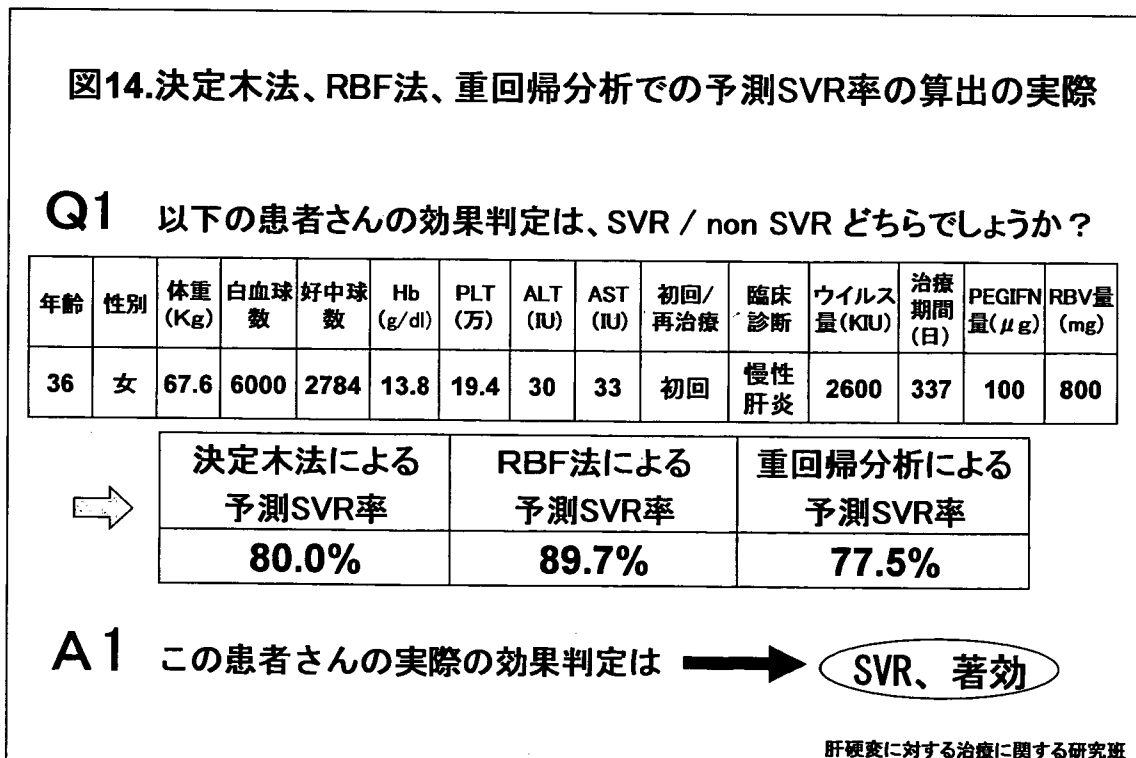 図14.決定木法、RBF法、重回帰分析での予測SVR率の算出の実際
Q1 以下の患者さんの効果判定は、SVR / non SVR どちらでしょうか？
年齢 性別 体重(Kg) 白血球数 好中球数 Hb(g/dl) PLT(万) ALT(IU) AST(IU) 初回/再治療 臨床診断 ウイルス量(KIU) 治療期間(日) PEGIFN量(μg) RBV量(mg)
36 女 67.6 6000 2784 13.8 19.4 30 33 初回 慢性肝炎 2600 337 100 800
決定木法による予測SVR率 RBF法による予測SVR率 重回帰分析による予測SVR率
80.0% 89.7% 77.5%
A1 この患者さんの実際の効果判定は SVR、著効
肝硬変に対する治療に関する研究班